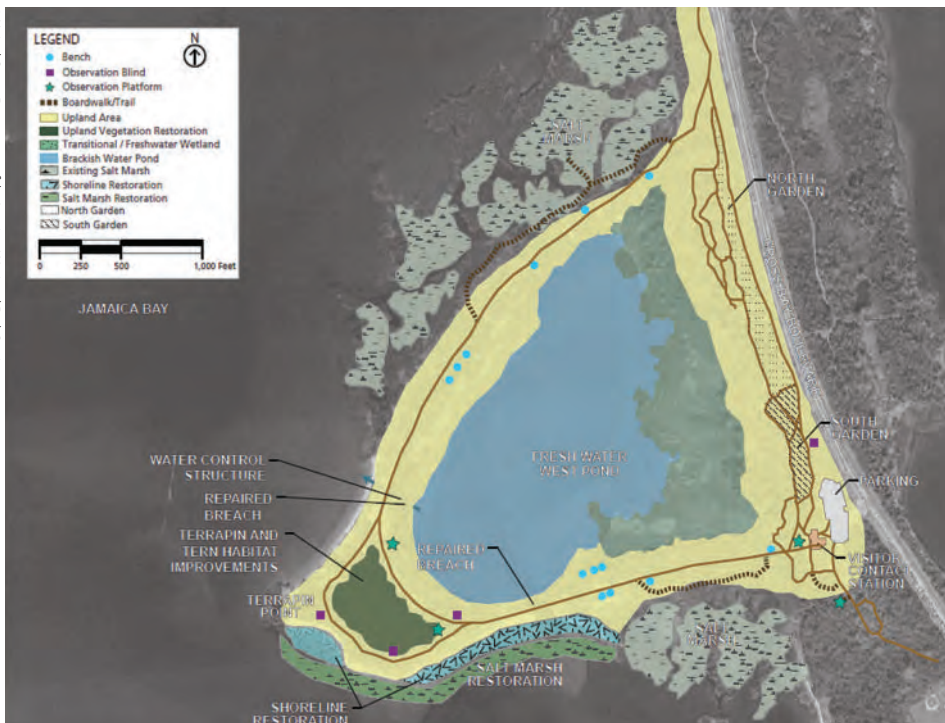 LEGEND
N
Bench
Observation Blind
Observation Platform
Boardwalk/Trail
Upland Area
Upland Vegetation Restoration
Transitional / Freshwater Wetland
Brackish Water Pond
Existing Salt Marsh
Shoreline Restoration
Salt Marsh Restoration
North Garden
South Garden
0 250 500 1,000 Feet
JAMAICA BAY
SALT
MARSH
NORTH
GARDEN
SOUTH
GARDEN
PARKING
FRESH WATER
WEST POND
WATER CONTROL
STRUCTURE
REPAIRED
BREACH
TERRAPIN AND
TERN HABITAT
IMPROVEMENTS
REPAIRED
BREACH
VISITOR
CONTACT
STATION
TERRAPIN
POINT
SALT
MARSH
SALT MARSH
RESTORATION
SHORELINE
RESTORATION